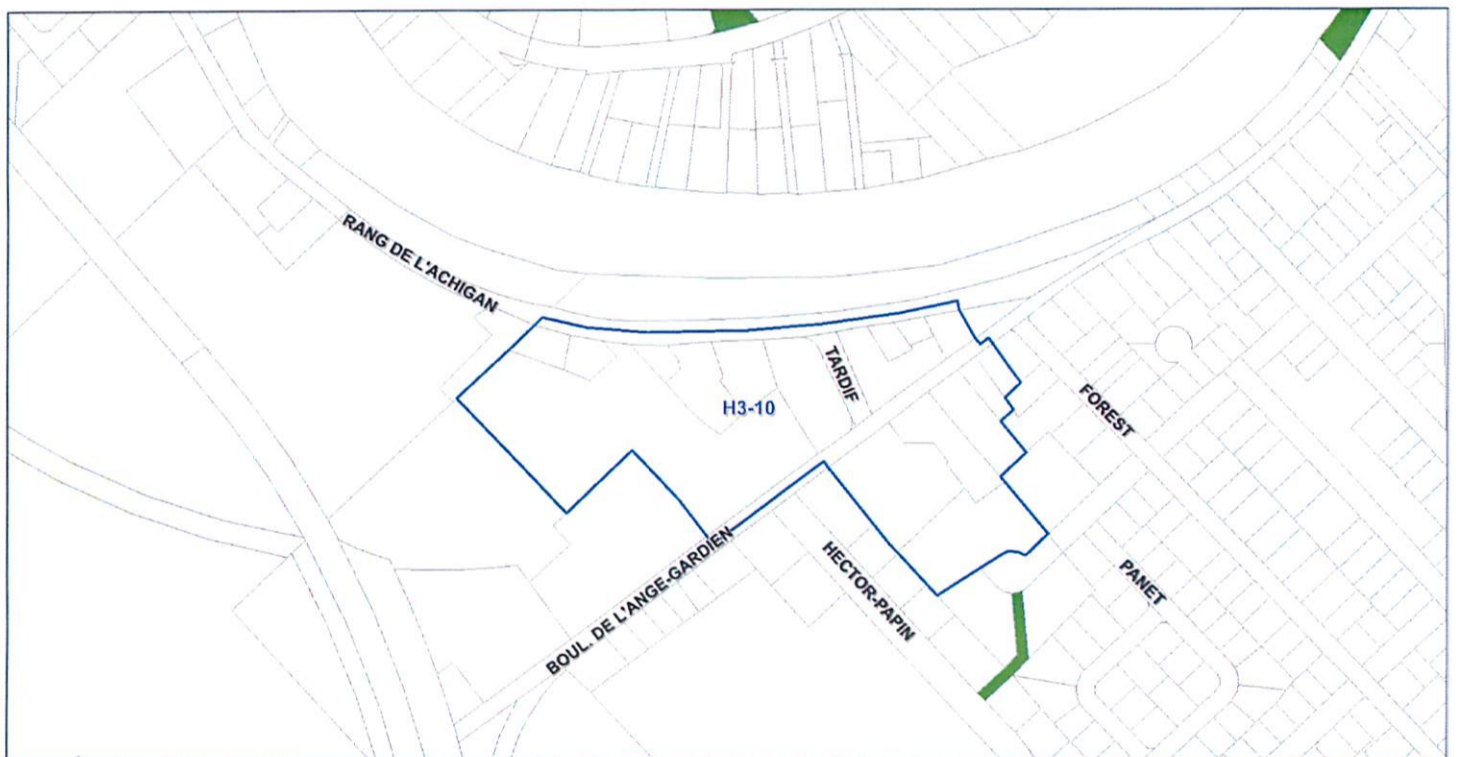 RANG DE L'ACHIGAN
TARDIF
H3-10
FOREST
BOUL. DE L'ANGE-GARDIEN
HECTOR-PAPIN
PANET